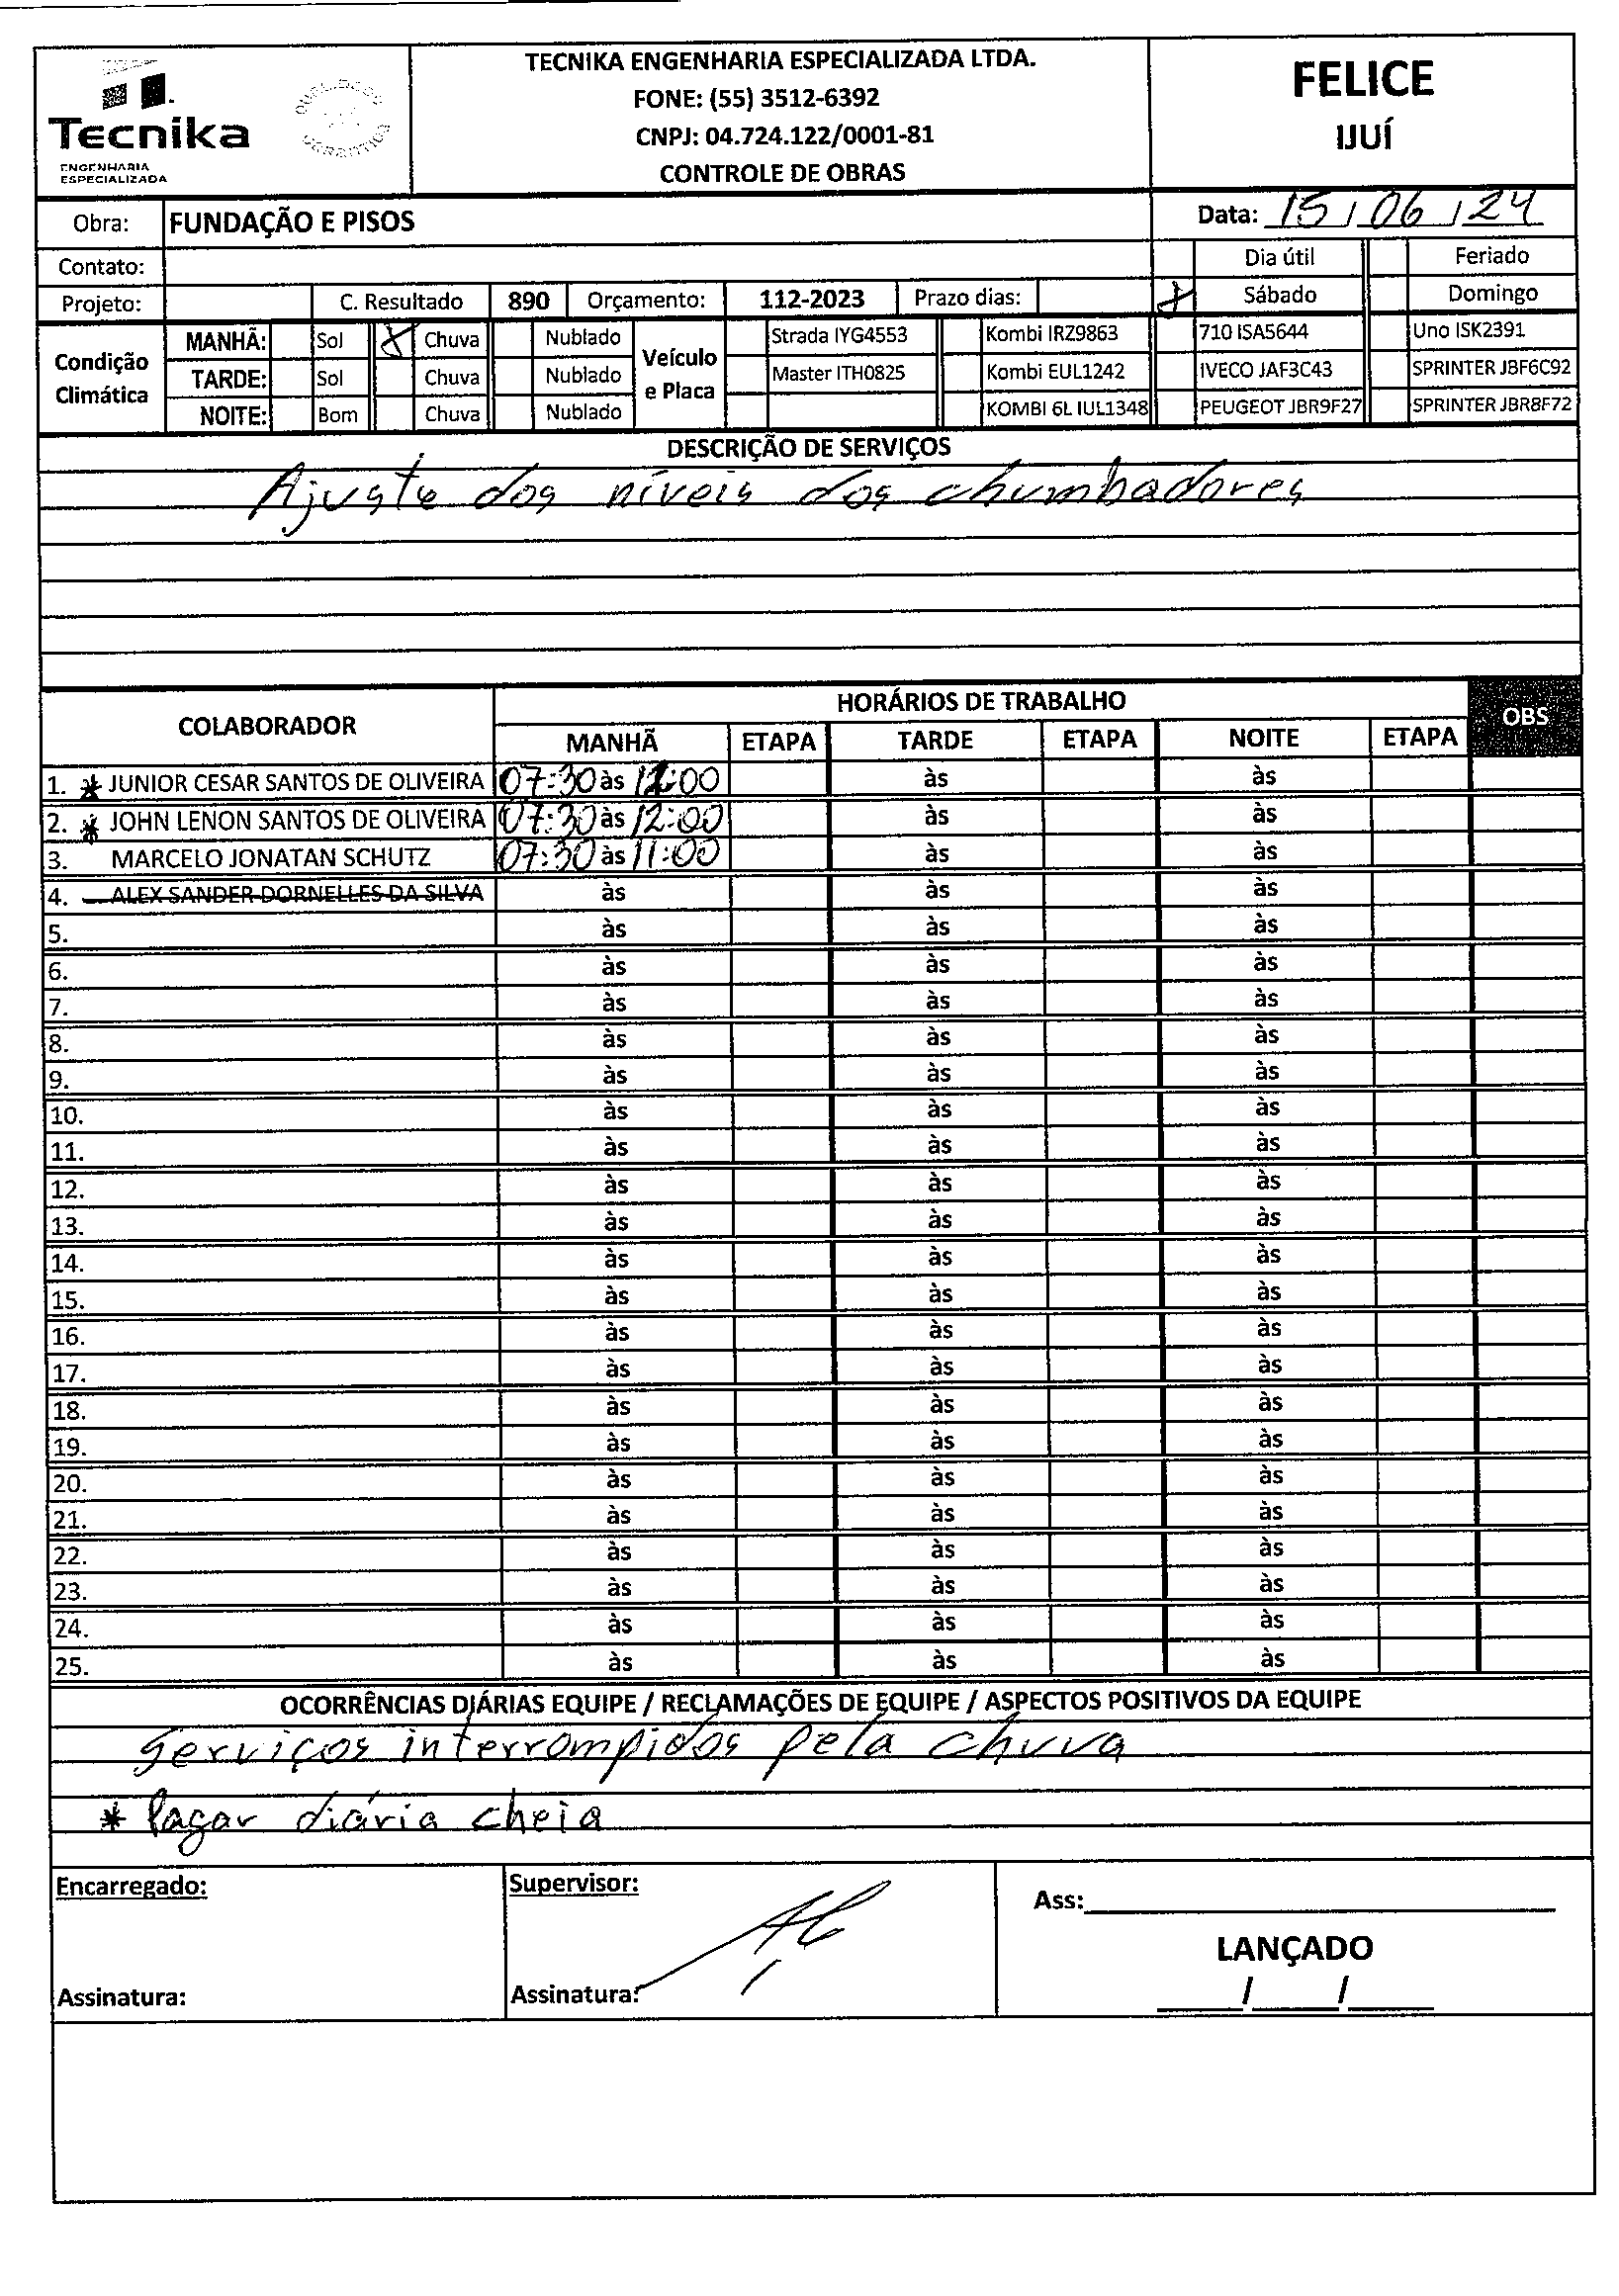 TECNIKA ENGENHARIA ESPECIALIZADA LTDA.
FONE: (55) 3512-6392
CNPJ: 04.724.122/0001-81
CONTROLE DE OBRAS
Tecnika
ENGENHARIA
ESPECIALIZADA
FELICE
IJUÍ
Obra: FUNDAÇÃO E PISOS Data: 15/06/24
Contato: Dia útil Feriado
Projeto: C. Resultado 890 Orçamento: 112-2023 Prazo dias: X Sábado Domingo
Condição Climática
MANHÃ: Sol X Chuva Nublado
TARDE: Sol Chuva Nublado
NOITE: Bom Chuva Nublado
Veículo e Placa
Strada IYG4553 Kombi IRZ9863 710 ISA5644 Uno ISK2391
Master ITH0825 Kombi EUL1242 IVECO JAF3C43 SPRINTER JBF6C92
KOMBI 6L IUL1348 PEUGEOT JBR9F27 SPRINTER JBR8F72
DESCRIÇÃO DE SERVIÇOS
Ajuste dos níveis dos chumbadores
COLABORADOR HORÁRIOS DE TRABALHO OBS
MANHÃ ETAPA TARDE ETAPA NOITE ETAPA
1. * JUNIOR CESAR SANTOS DE OLIVEIRA 07:30 às 12:00 às às
2. * JOHN LENON SANTOS DE OLIVEIRA 07:30 às 12:00 às às
3. MARCELO JONATAN SCHUTZ 07:30 às 11:00 às às
4. ALEX SANDER DORNELLES DA SILVA às às às
5. às às às
6. às às às
7. às às às
8. às às às
9. às às às
10. às às às
11. às às às
12. às às às
13. às às às
14. às às às
15. às às às
16. às às às
17. às às às
18. às às às
19. às às às
20. às às às
21. às às às
22. às às às
23. às às às
24. às às às
25. às às às
OCORRÊNCIAS DIÁRIAS EQUIPE / RECLAMAÇÕES DE EQUIPE / ASPECTOS POSITIVOS DA EQUIPE
Serviços interrompidos pela chuva
* Pagar diária cheia
Encarregado: Supervisor: Ass:
LANÇADO
Assinatura: Assinatura: / /